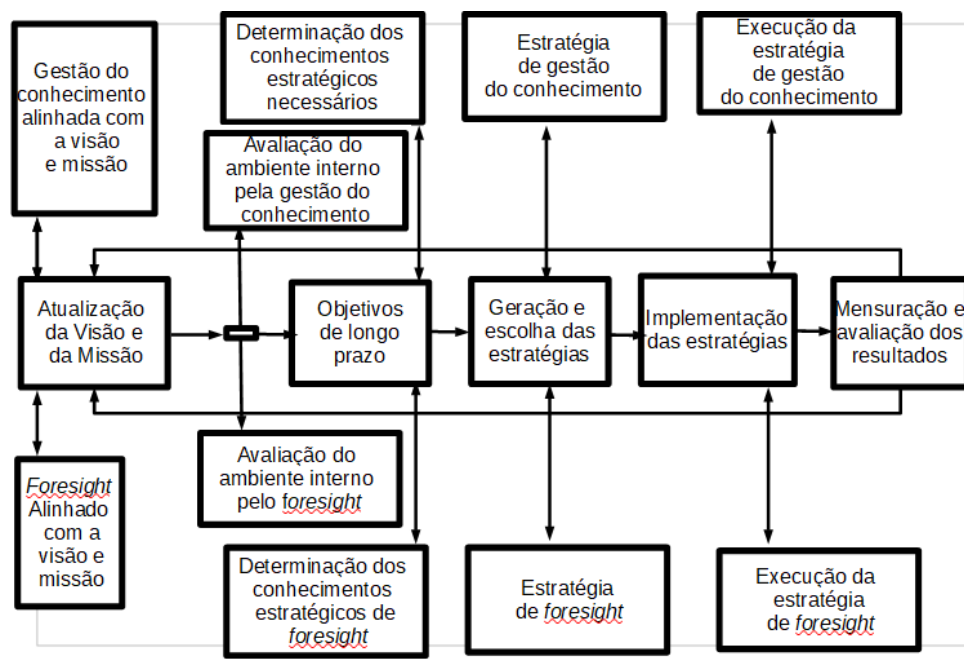 Gestão do
conhecimento
alinhada com
a visão
e missão
Determinação dos
conhecimentos
estratégicos
necessários
Estratégia
de gestão
do conhecimento
Execução da
estratégia
de gestão
do conhecimento
Avaliação do
ambiente interno
pela gestão do
conhecimento
Atualização
da Visão e
da Missão
Objetivos
de longo
prazo
Geração e
escolha das
estratégias
Implementação
das estratégias
Mensuração e
avaliação dos
resultados
Foresight
Alinhado
com a
visão e
missão
Avaliação do
ambiente interno
pelo foresight
Determinação dos
conhecimentos
estratégicos de
foresight
Estratégia
de foresight
Execução da
estratégia
de foresight